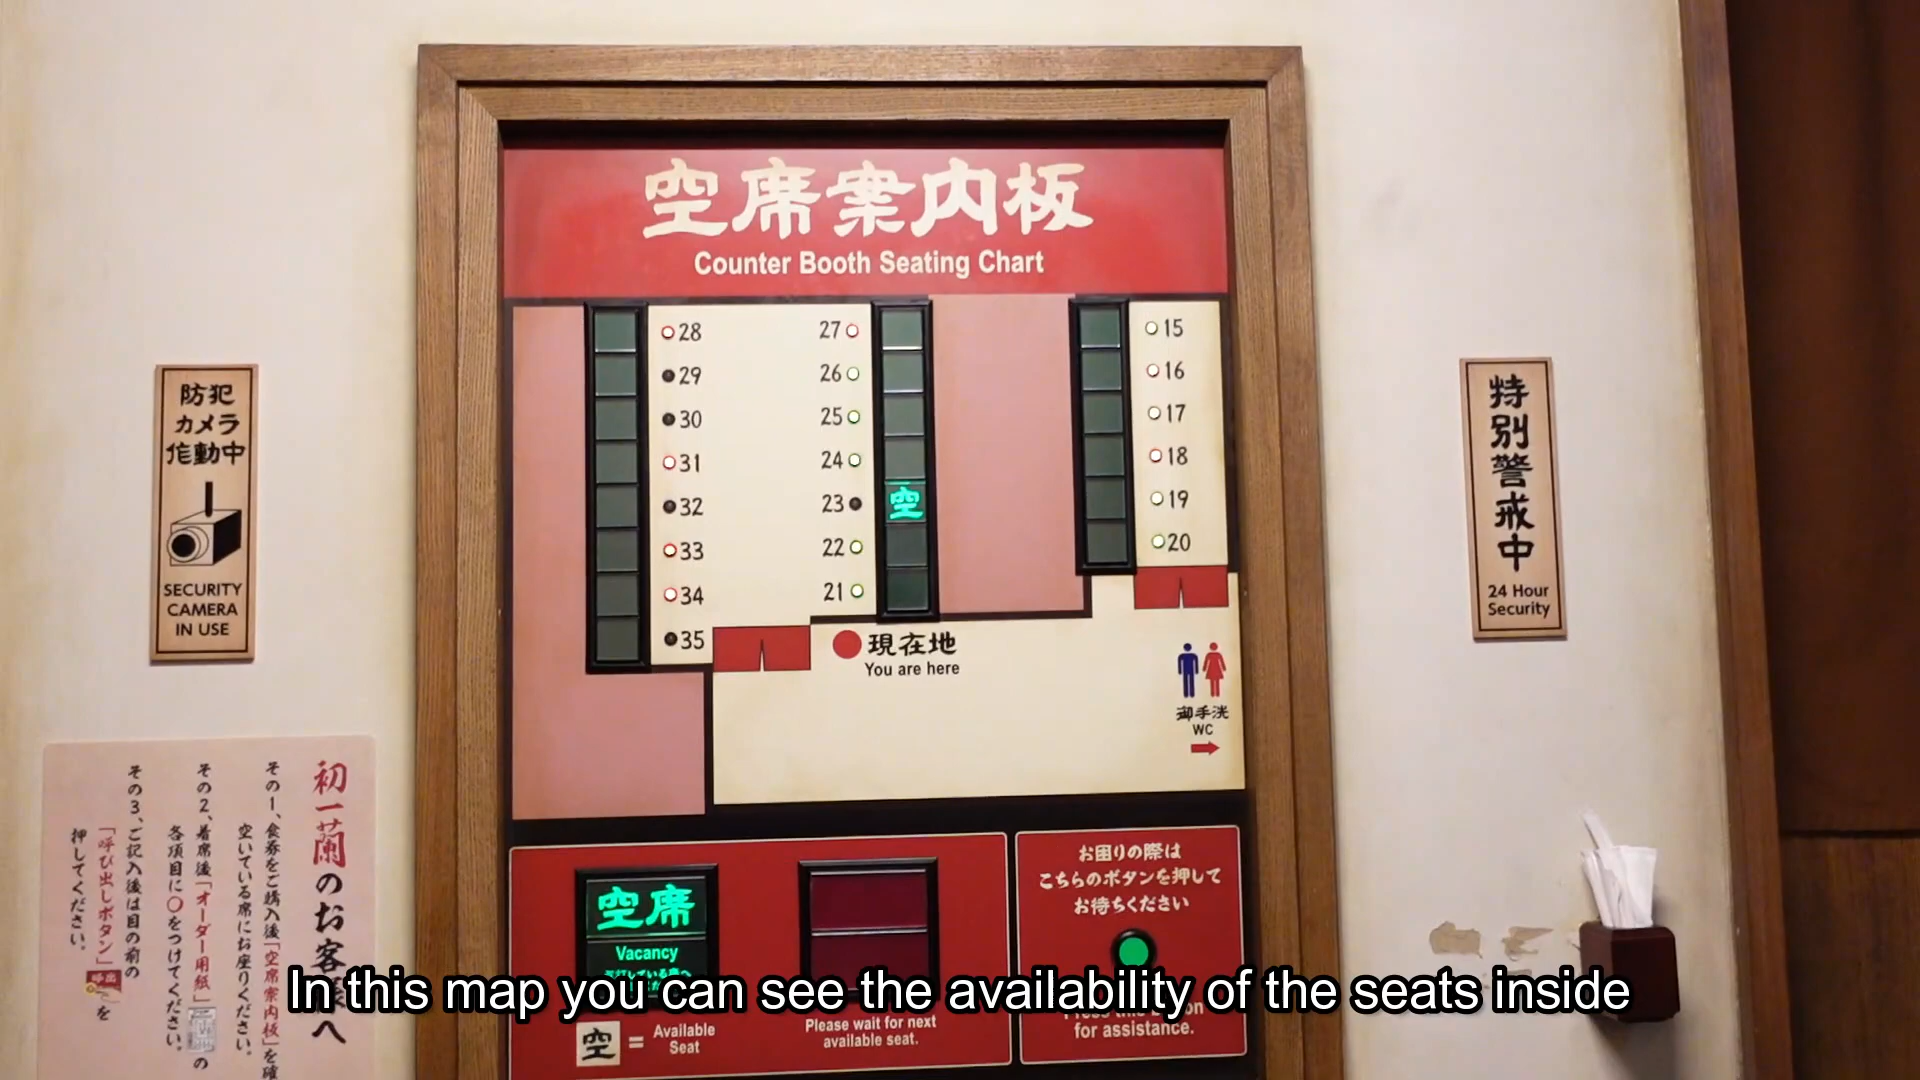 空席案内板
Counter Booth Seating Chart
28
29
30
31
32
33
34
35
27
26
25
24
23
22
21
空
15
16
17
18
19
20
現在地
You are here
御手洗
WC
防犯
カメラ
作動中
SECURITY
CAMERA
IN USE
特別警戒中
24 Hour
Security
初一蘭のお客様へ
その1、食券をご購入後「空席案内板」を確
空いている席にお座りください。
その2、着席後「オーダー用紙」の
各項目に〇をつけてください。
その3、ご記入後は目の前の
「呼び出しボタン」を
押してください。
空席
Vacancy
空 = Available
Seat
Please wait for next
available seat.
お困りの際は
こちらのボタンを押して
お待ちください
Press this button
for assistance.
In this map you can see the availability of the seats inside